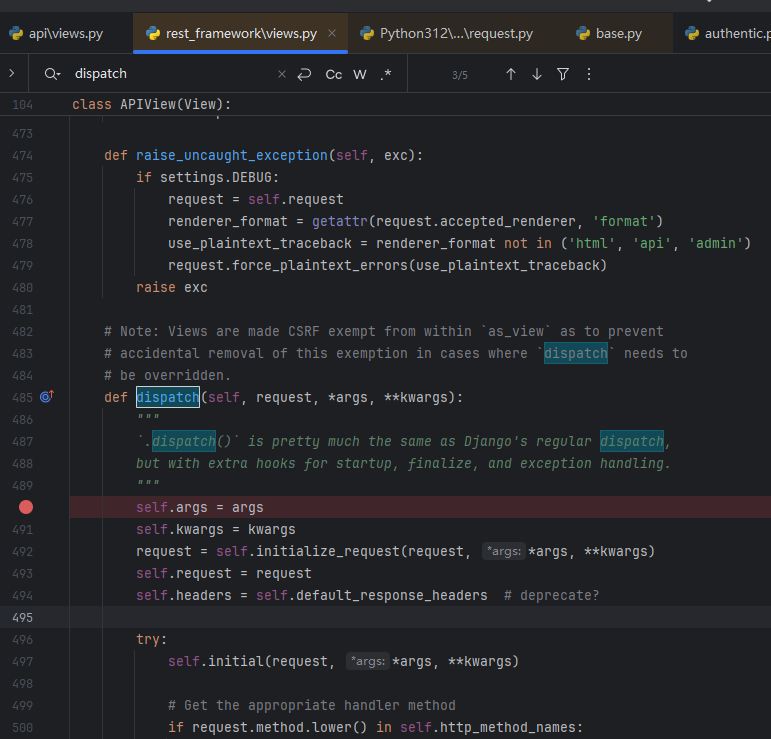 api\views.py rest_framework\views.py × Python312\...\request.py base.py authentic.p
dispatch × Cc W .* 3/5
104 class APIView(View):
473
474 def raise_uncaught_exception(self, exc):
475 if settings.DEBUG:
476 request = self.request
477 renderer_format = getattr(request.accepted_renderer, 'format')
478 use_plaintext_traceback = renderer_format not in ('html', 'api', 'admin')
479 request.force_plaintext_errors(use_plaintext_traceback)
480 raise exc
481
482 # Note: Views are made CSRF exempt from within `as_view` as to prevent
483 # accidental removal of this exemption in cases where `dispatch` needs to
484 # be overridden.
485 def dispatch(self, request, *args, **kwargs):
486 """
487 `.dispatch()` is pretty much the same as Django's regular dispatch,
488 but with extra hooks for startup, finalize, and exception handling.
489 """
self.args = args
491 self.kwargs = kwargs
492 request = self.initialize_request(request, *args: *args, **kwargs)
493 self.request = request
494 self.headers = self.default_response_headers # deprecate?
495
496 try:
497 self.initial(request, *args: *args, **kwargs)
498
499 # Get the appropriate handler method
500 if request.method.lower() in self.http_method_names: